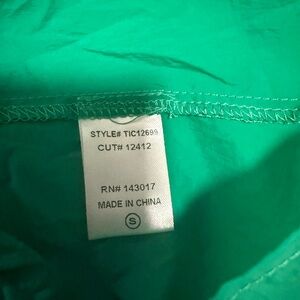 STYLE# TIC12699
CUT# 12412
RN# 143017
MADE IN CHINA
S